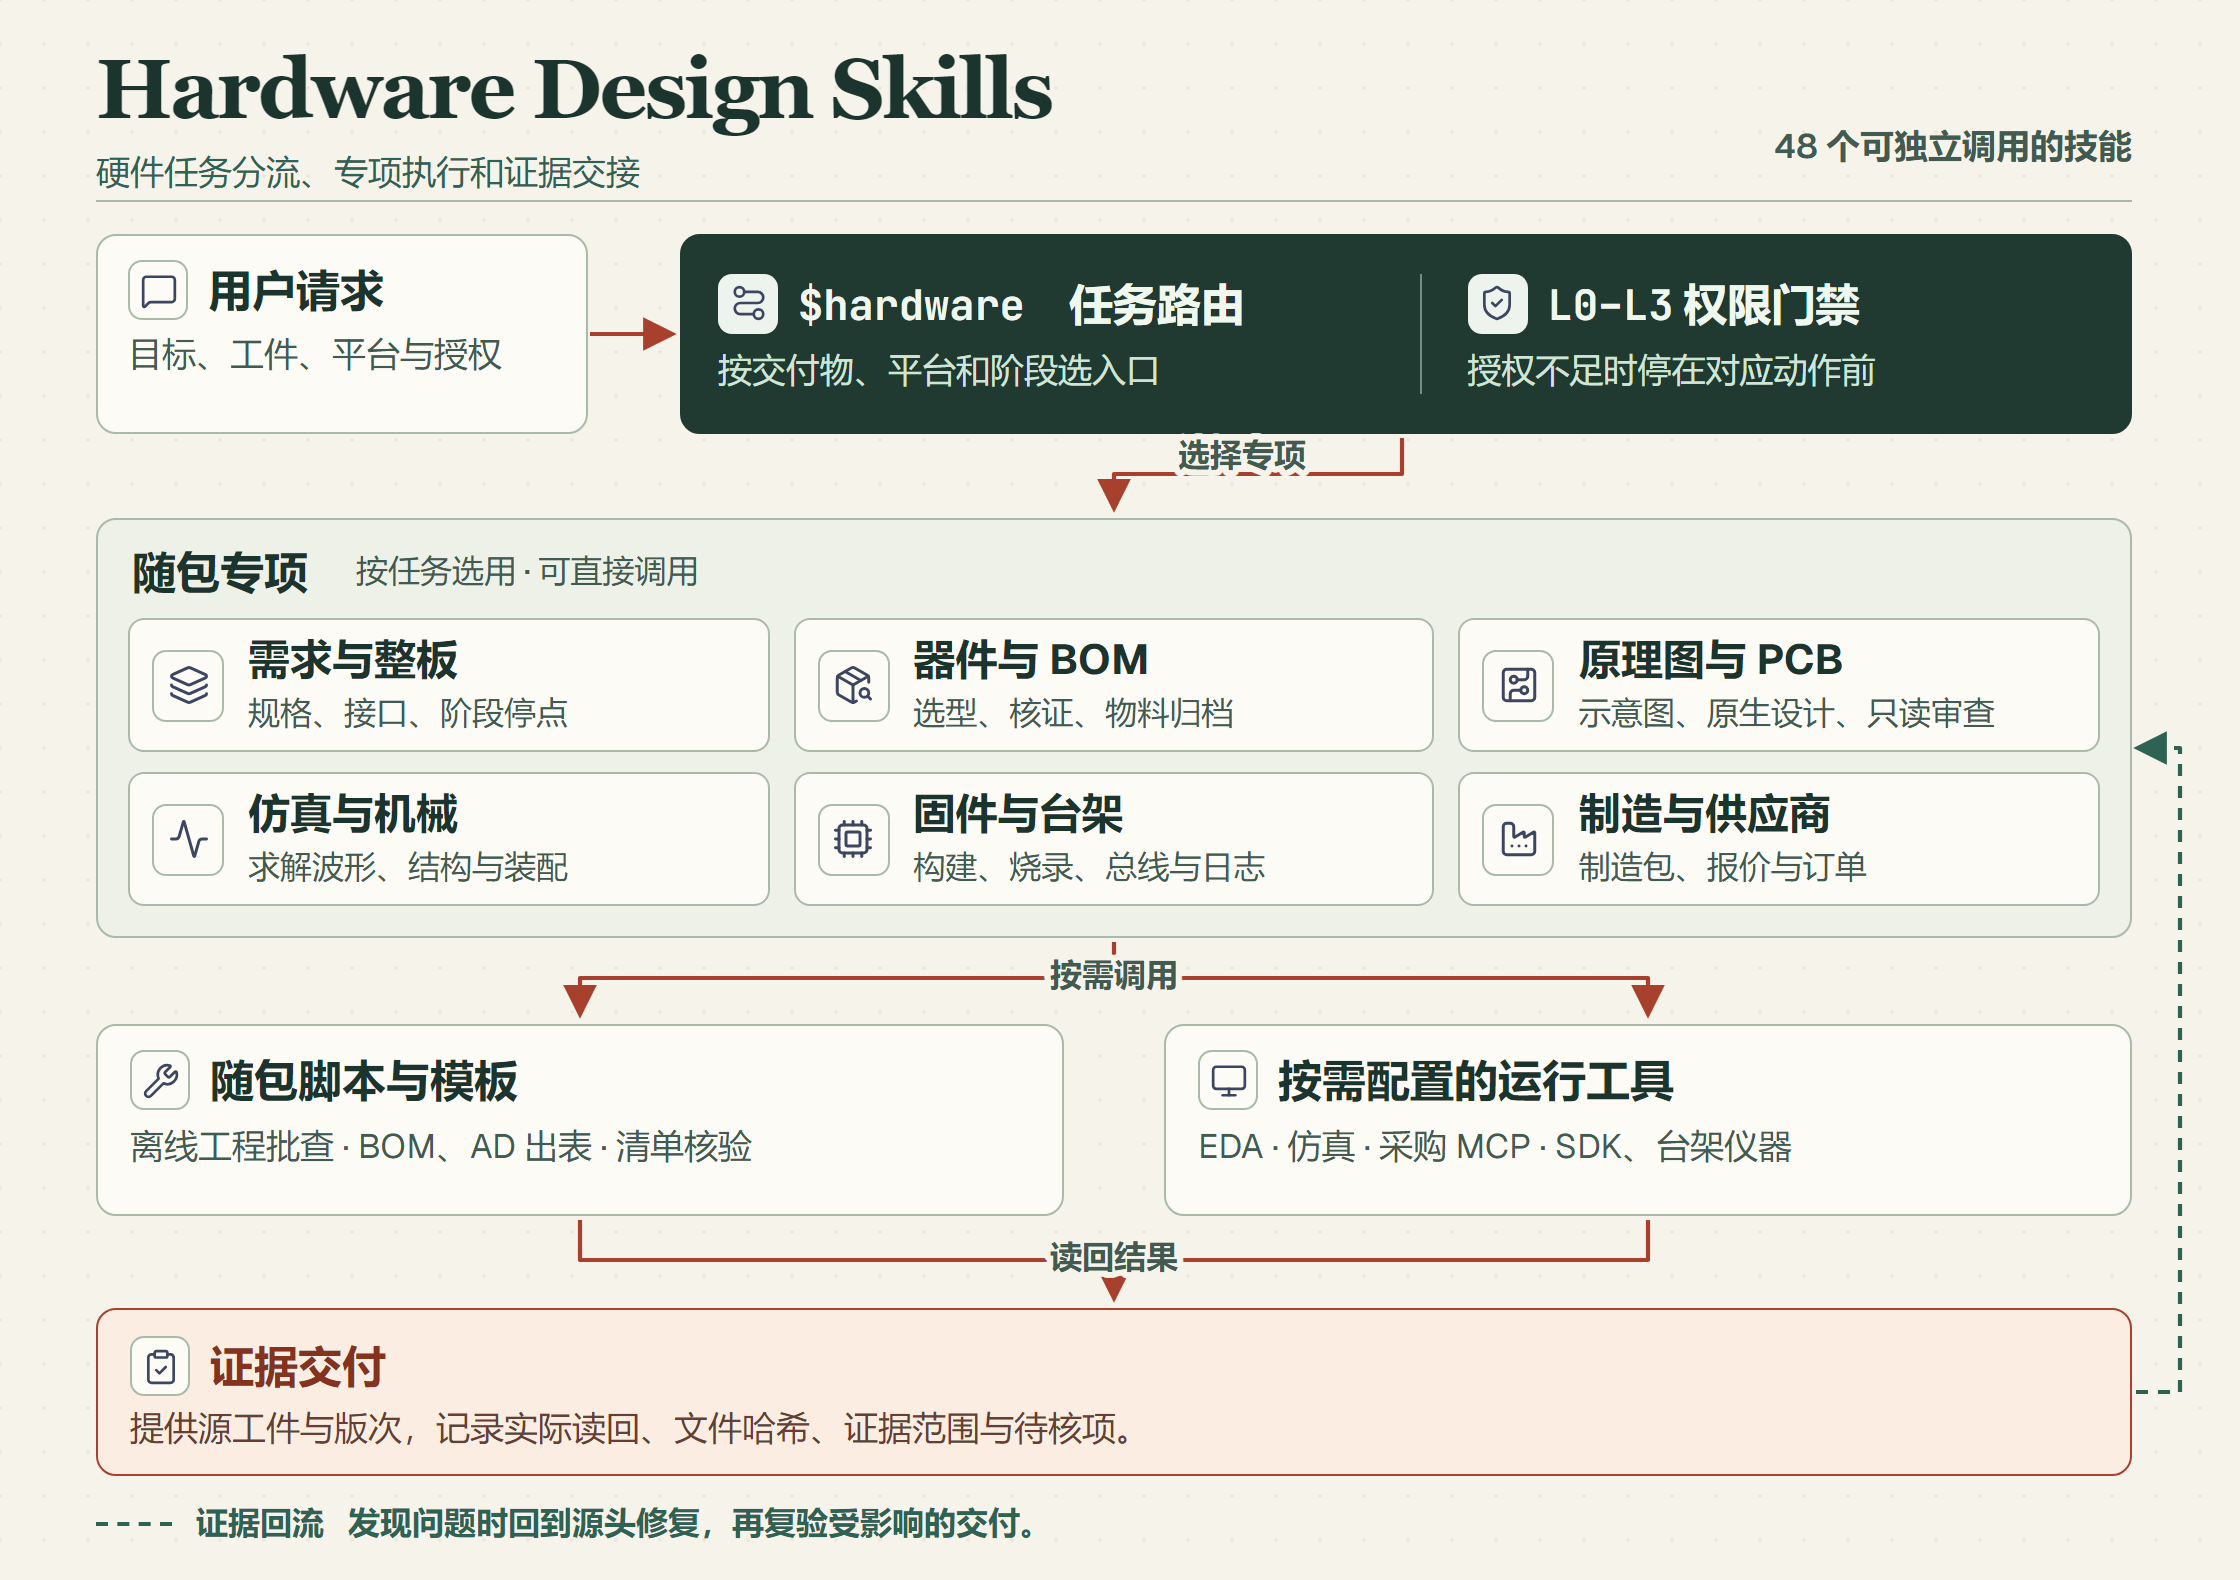 Hardware Design Skills
硬件任务分流、专项执行和证据交接
48 个可独立调用的技能
用户请求
目标、工件、平台与授权
$hardware 任务路由
按交付物、平台和阶段选入口
L0-L3 权限门禁
授权不足时停在对应动作前
选择专项
随包专项 按任务选用 · 可直接调用
需求与整板
规格、接口、阶段停点
器件与 BOM
选型、核证、物料归档
原理图与 PCB
示意图、原生设计、只读审查
仿真与机械
求解波形、结构与装配
固件与台架
构建、烧录、总线与日志
制造与供应商
制造包、报价与订单
按需调用
随包脚本与模板
离线工程批查 · BOM、AD 出表 · 清单核验
按需配置的运行工具
EDA · 仿真 · 采购 MCP · SDK、台架仪器
读回结果
证据交付
提供源工件与版次，记录实际读回、文件哈希、证据范围与待核项。
证据回流 发现问题时回到源头修复，再复验受影响的交付。